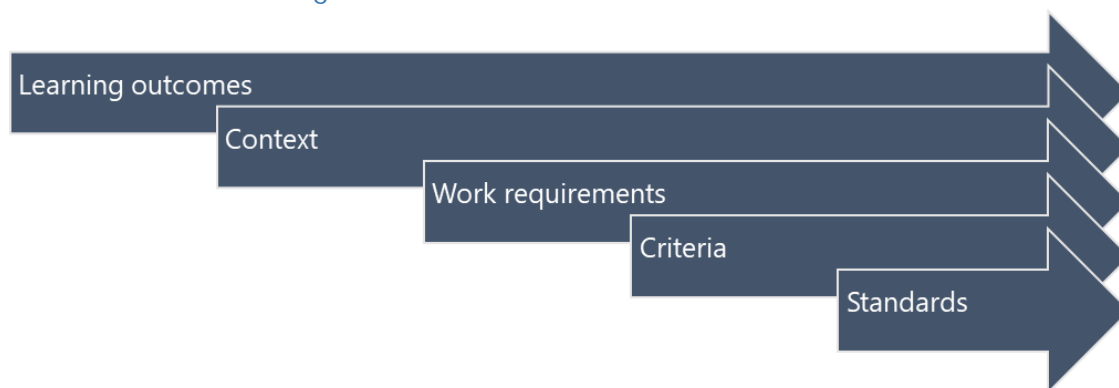 Learning outcomes
Context
Work requirements
Criteria
Standards